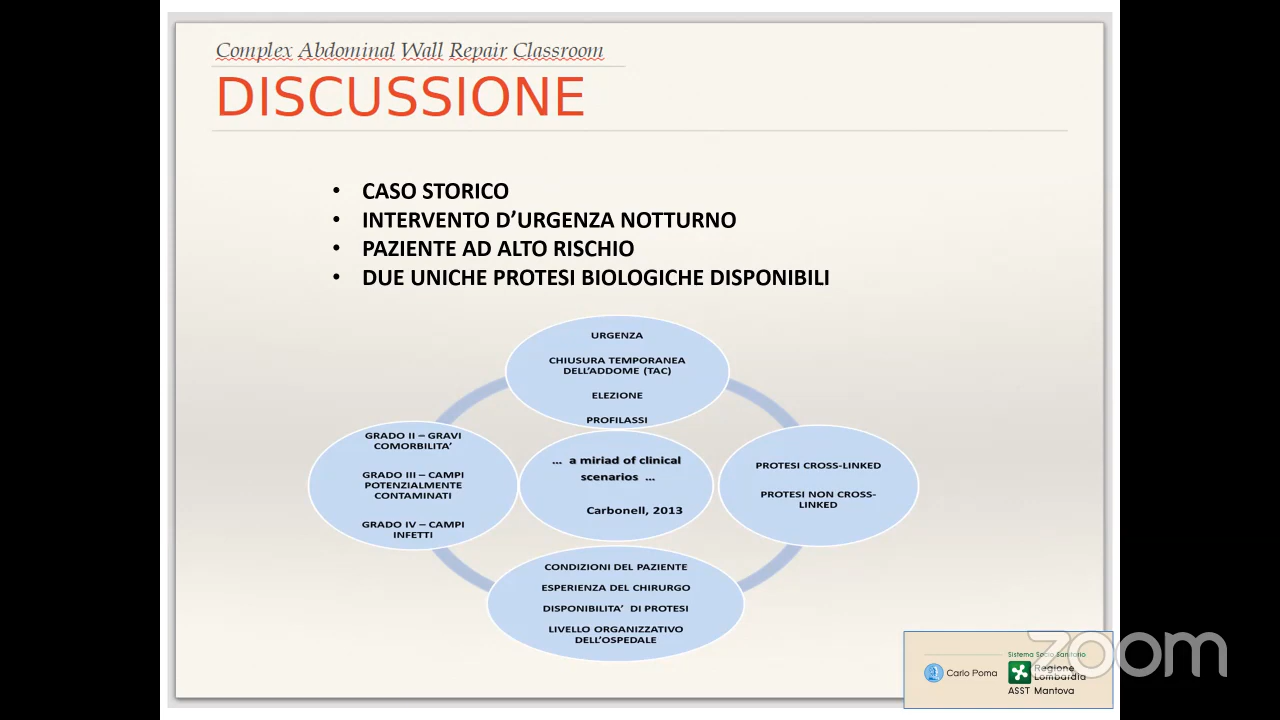 Complex Abdominal Wall Repair Classroom
DISCUSSIONE
• CASO STORICO
• INTERVENTO D’URGENZA NOTTURNO
• PAZIENTE AD ALTO RISCHIO
• DUE UNICHE PROTESI BIOLOGICHE DISPONIBILI
URGENZA
CHIUSURA TEMPORANEA
DELL’ADDOME (TAC)
ELEZIONE
PROFILASSI
GRADO II – GRAVI
COMORBILITA’
GRADO III – CAMPI
POTENZIALMENTE
CONTAMINATI
GRADO IV – CAMPI
INFETTI
... a miriad of clinical
scenarios ...
Carbonell, 2013
PROTESI CROSS-LINKED
PROTESI NON CROSS-
LINKED
CONDIZIONI DEL PAZIENTE
ESPERIENZA DEL CHIRURGO
DISPONIBILITA’ DI PROTESI
LIVELLO ORGANIZZATIVO
DELL’OSPEDALE
Carlo Poma
Sistema Socio Sanitario
Regione
Lombardia
ASST Mantova
zoom